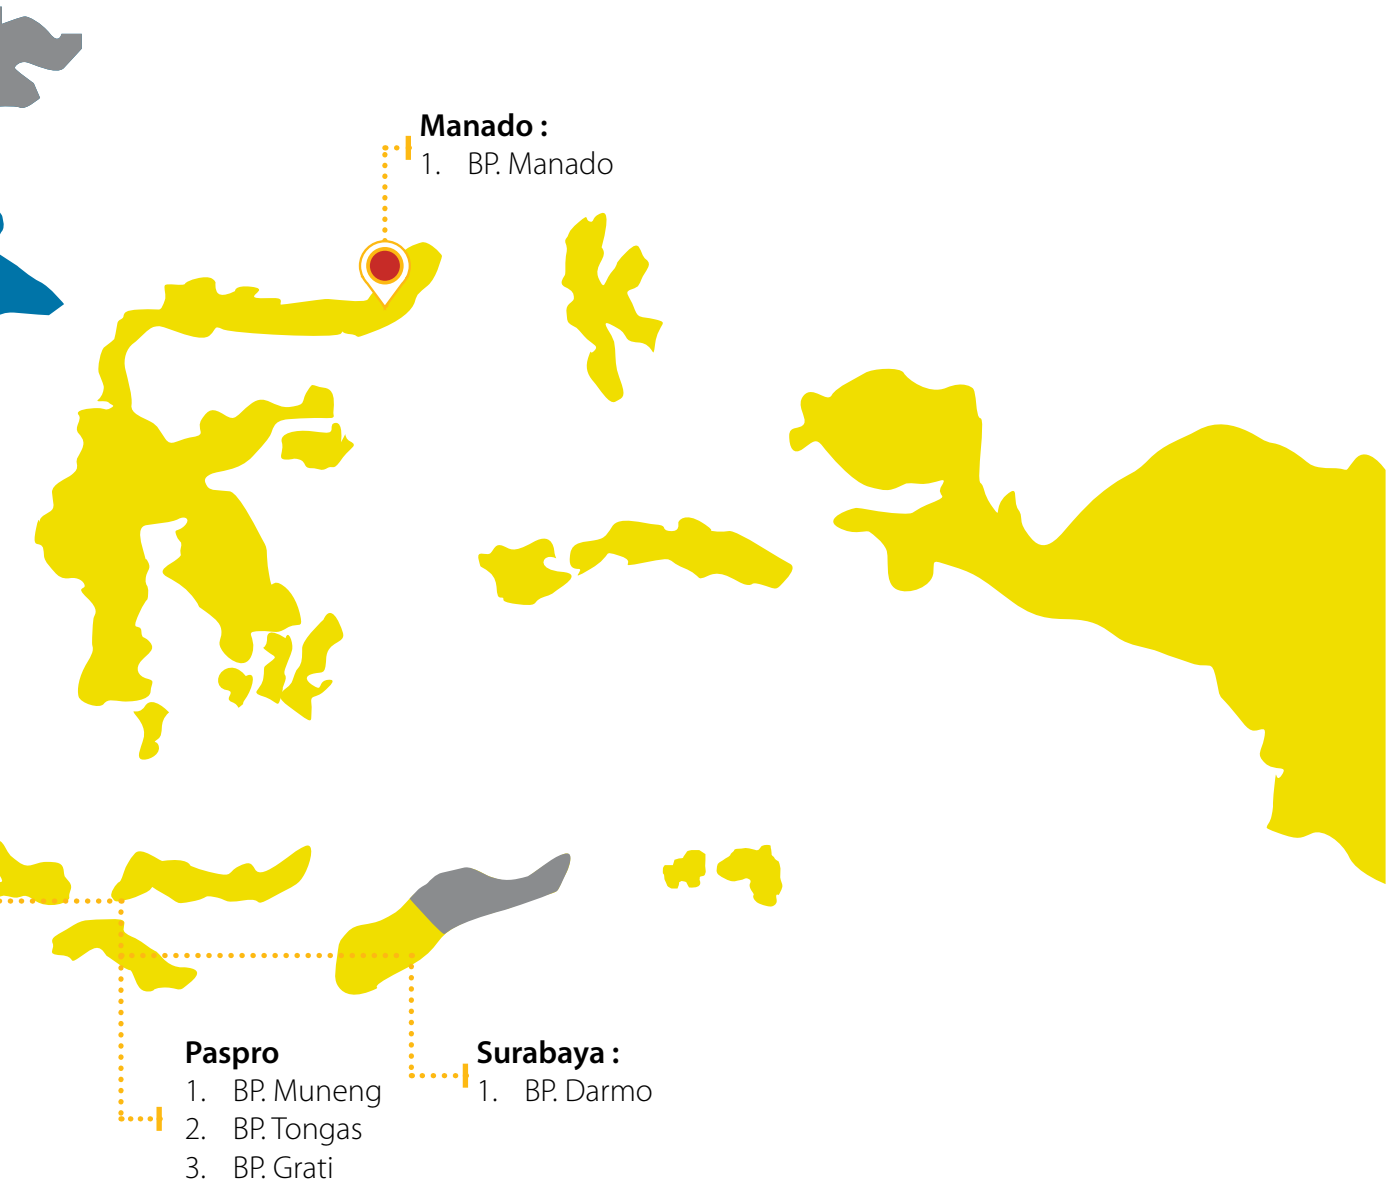 Manado :
1. BP. Manado
Paspro
1. BP. Muneng
2. BP. Tongas
3. BP. Grati
Surabaya :
1. BP. Darmo